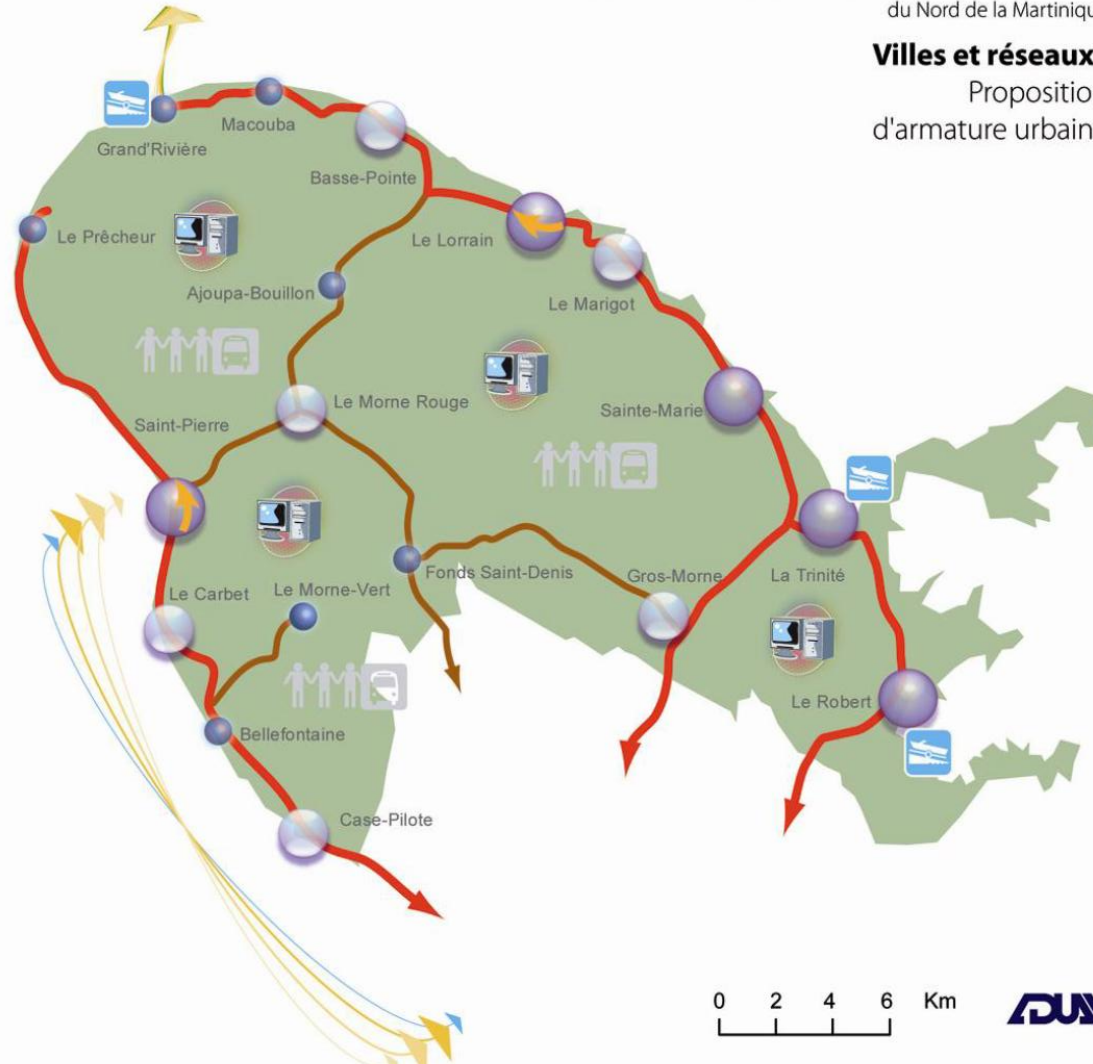 du Nord de la Martiniqu
Villes et réseaux
Propositio
d'armature urbain
Grand'Rivière
Macouba
Basse-Pointe
Le Prêcheur
Le Lorrain
Ajoupa-Bouillon
Le Marigot
Le Morne Rouge
Sainte-Marie
Saint-Pierre
Fonds Saint-Denis
Gros-Morne
La Trinité
Le Carbet
Le Morne-Vert
Le Robert
Bellefontaine
Case-Pilote
0 2 4 6 Km